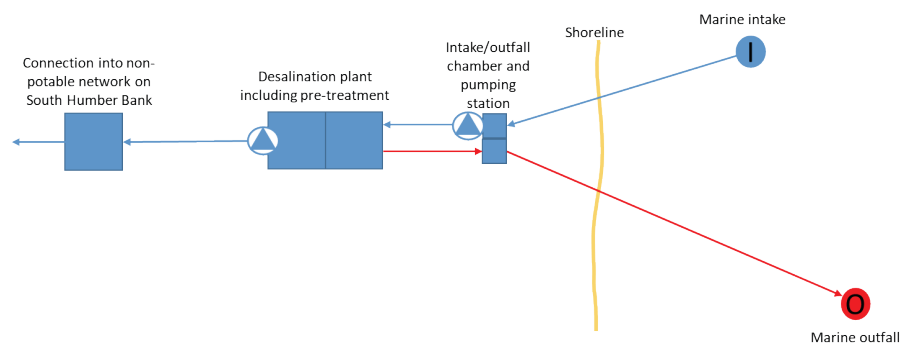 Connection into non-
potable network on
South Humber Bank
Desalination plant
including pre-treatment
Intake/outfall
chamber and
pumping
station
Shoreline
Marine intake
I
O
Marine outfall